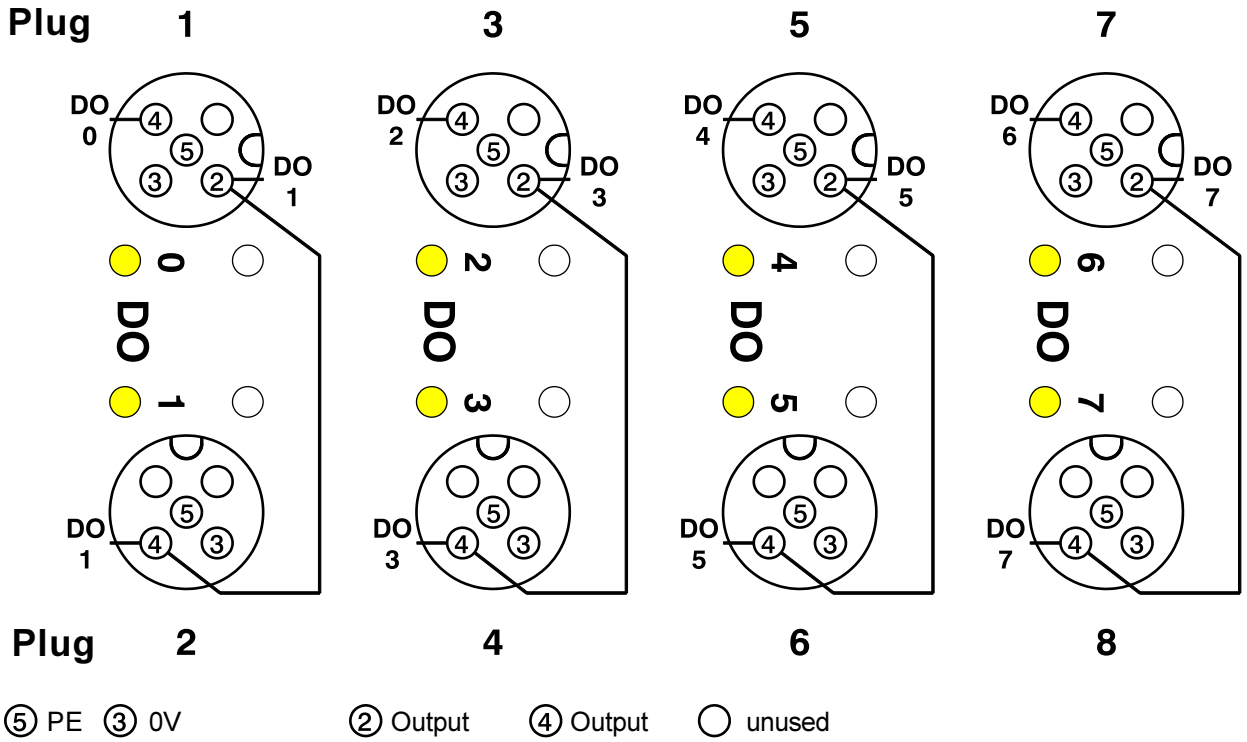 Plug 1 3 5 7
DO 0 4 5 3 2 DO 1
DO 2 4 5 3 2 DO 3
DO 4 4 5 3 2 DO 5
DO 6 4 5 3 2 DO 7
0 2 4 6
DO DO DO DO
1 3 5 7
DO 1 5 4 3
DO 3 5 4 3
DO 5 5 4 3
DO 7 5 4 3
Plug 2 4 6 8
5 PE 3 0V 2 Output 4 Output unused